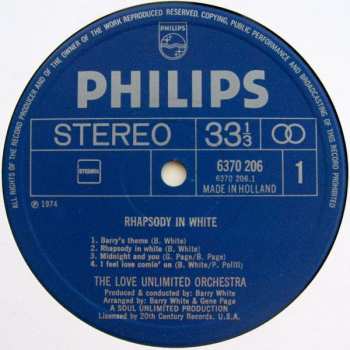 ALL RIGHTS OF THE RECORD PRODUCER AND OF THE OWNER OF THE WORK REPRODUCED RESERVED. COPYING, PUBLIC PERFORMANCE AND BROADCASTING OF THIS RECORD PROHIBITED
PHILIPS
STEREO 33 1/3
STEMRA 6370 206 1
6370 206.1
MADE IN HOLLAND
℗ 1974
RHAPSODY IN WHITE
1. Barry's theme (B. White)
2. Rhapsody in white (B. White)
3. Midnight and you (G. Page/B. Page)
4. I feel love comin' on (B. White/P. Politi)
THE LOVE UNLIMITED ORCHESTRA
Produced & conducted by: Barry White
Arranged by: Barry White & Gene Page
A SOUL UNLIMITED PRODUCTION
Licensed by 20th Century Records. U.S.A.